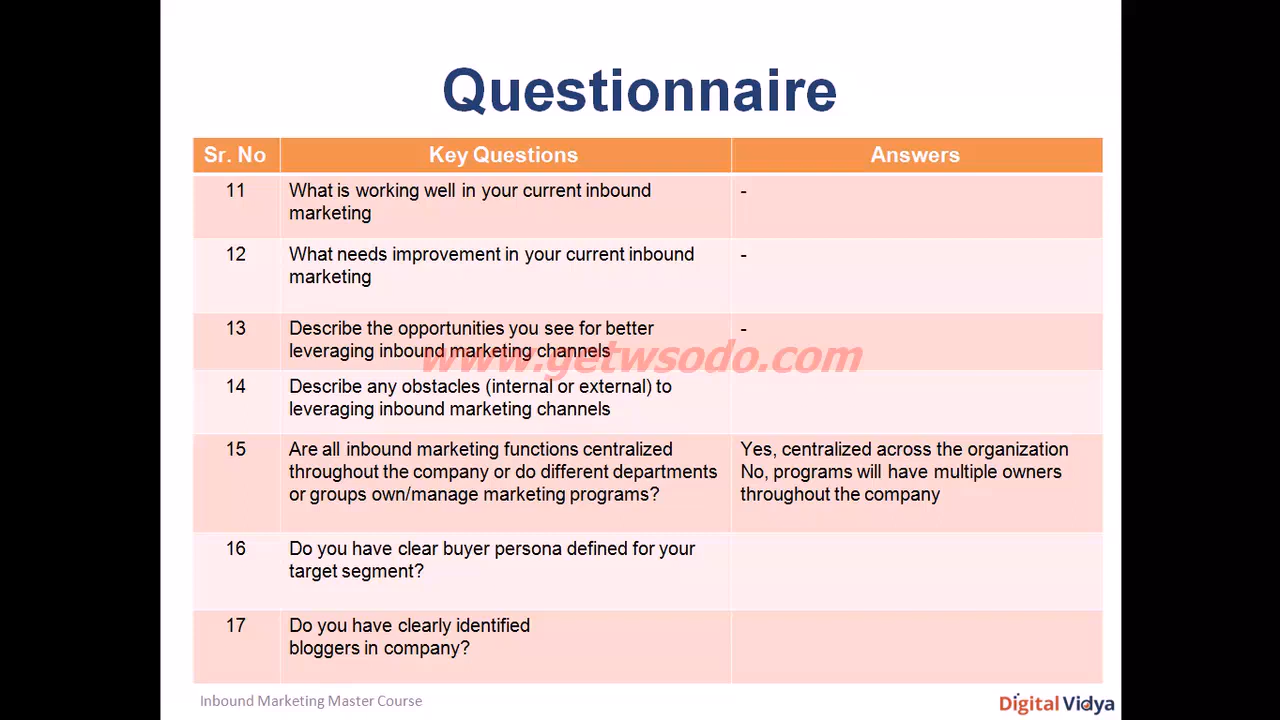 Questionnaire
Sr. No Key Questions Answers
11 What is working well in your current inbound -
marketing
12 What needs improvement in your current inbound -
marketing
13 Describe the opportunities you see for better -
leveraging inbound marketing channels
www.getwsodo.com
14 Describe any obstacles (internal or external) to
leveraging inbound marketing channels
15 Are all inbound marketing functions centralized Yes, centralized across the organization
throughout the company or do different departments No, programs will have multiple owners
or groups own/manage marketing programs? throughout the company
16 Do you have clear buyer persona defined for your
target segment?
17 Do you have clearly identified
bloggers in company?
Inbound Marketing Master Course Digital Vidya